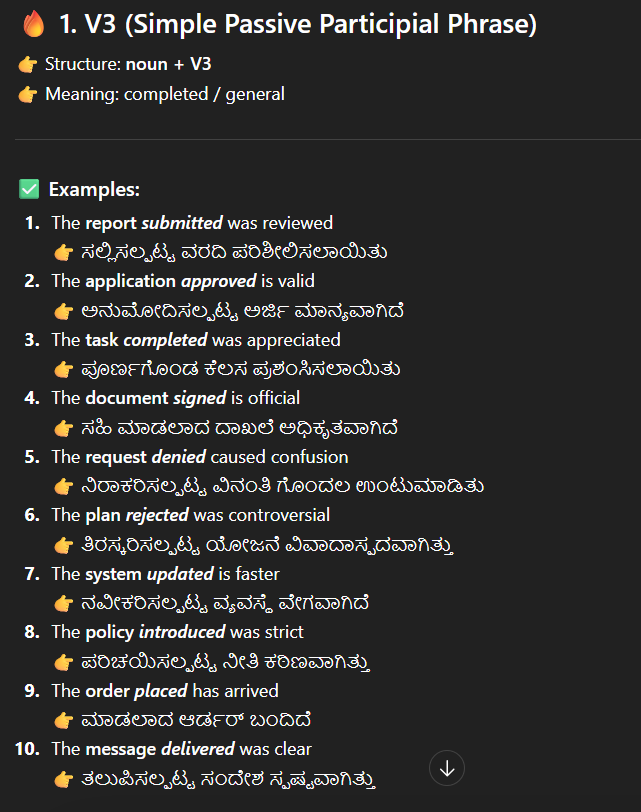 🔥 1. V3 (Simple Passive Participial Phrase)
👉 Structure: noun + V3
👉 Meaning: completed / general
✅ Examples:
1. The report submitted was reviewed
👉 ಸಲ್ಲಿಸಲ್ಪಟ್ಟ ವರದಿ ಪರಿಶೀಲಿಸಲಾಯಿತು
2. The application approved is valid
👉 ಅನುಮೋದಿಸಲ್ಪಟ್ಟ ಅರ್ಜಿ ಮಾನ್ಯವಾಗಿದೆ
3. The task completed was appreciated
👉 ಪೂರ್ಣಗೊಂಡ ಕೆಲಸ ಪ್ರಶಂಸಿಸಲಾಯಿತು
4. The document signed is official
👉 ಸಹಿ ಮಾಡಲಾದ ದಾಖಲೆ ಅಧಿಕೃತವಾಗಿದೆ
5. The request denied caused confusion
👉 ನಿರಾಕರಿಸಲ್ಪಟ್ಟ ವಿನಂತಿ ಗೊಂದಲ ಉಂಟುಮಾಡಿತು
6. The plan rejected was controversial
👉 ತಿರಸ್ಕರಿಸಲ್ಪಟ್ಟ ಯೋಜನೆ ವಿವಾದಾಸ್ಪದವಾಗಿತ್ತು
7. The system updated is faster
👉 ನವೀಕರಿಸಲ್ಪಟ್ಟ ವ್ಯವಸ್ಥೆ ವೇಗವಾಗಿದೆ
8. The policy introduced was strict
👉 ಪರಿಚಯಿಸಲ್ಪಟ್ಟ ನೀತಿ ಕಠಿಣವಾಗಿತ್ತು
9. The order placed has arrived
👉 ಮಾಡಲಾದ ಆರ್ಡರ್ ಬಂದಿದೆ
10. The message delivered was clear
👉 ತಲುಪಿಸಲ್ಪಟ್ಟ ಸಂದೇಶ ಸ್ಪಷ್ಟವಾಗಿತ್ತು